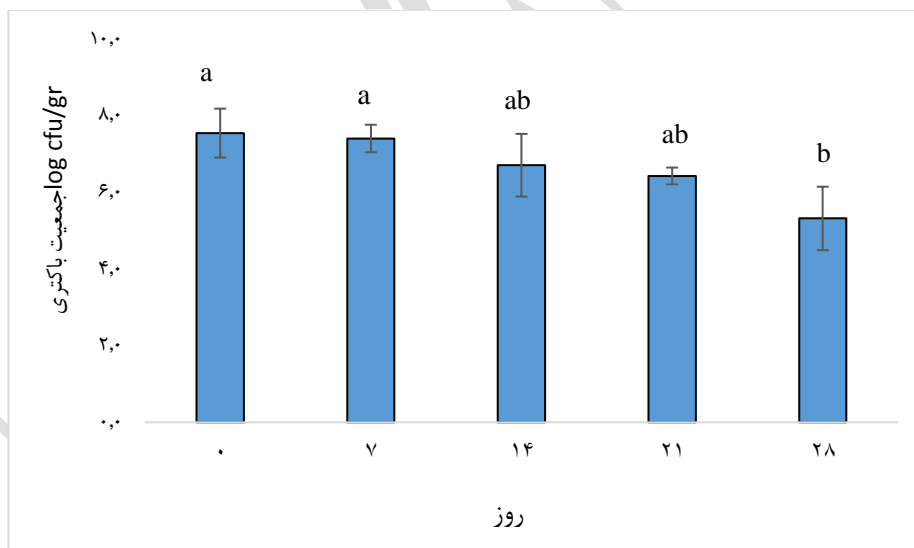 ۱۰,۰
۸,۰
۶,۰
۴,۰
۲,۰
۰,۰
جمعیت باکتری log cfu/gr
a
a
ab
ab
b
۰ ۷ ۱۴ ۲۱ ۲۸
روز